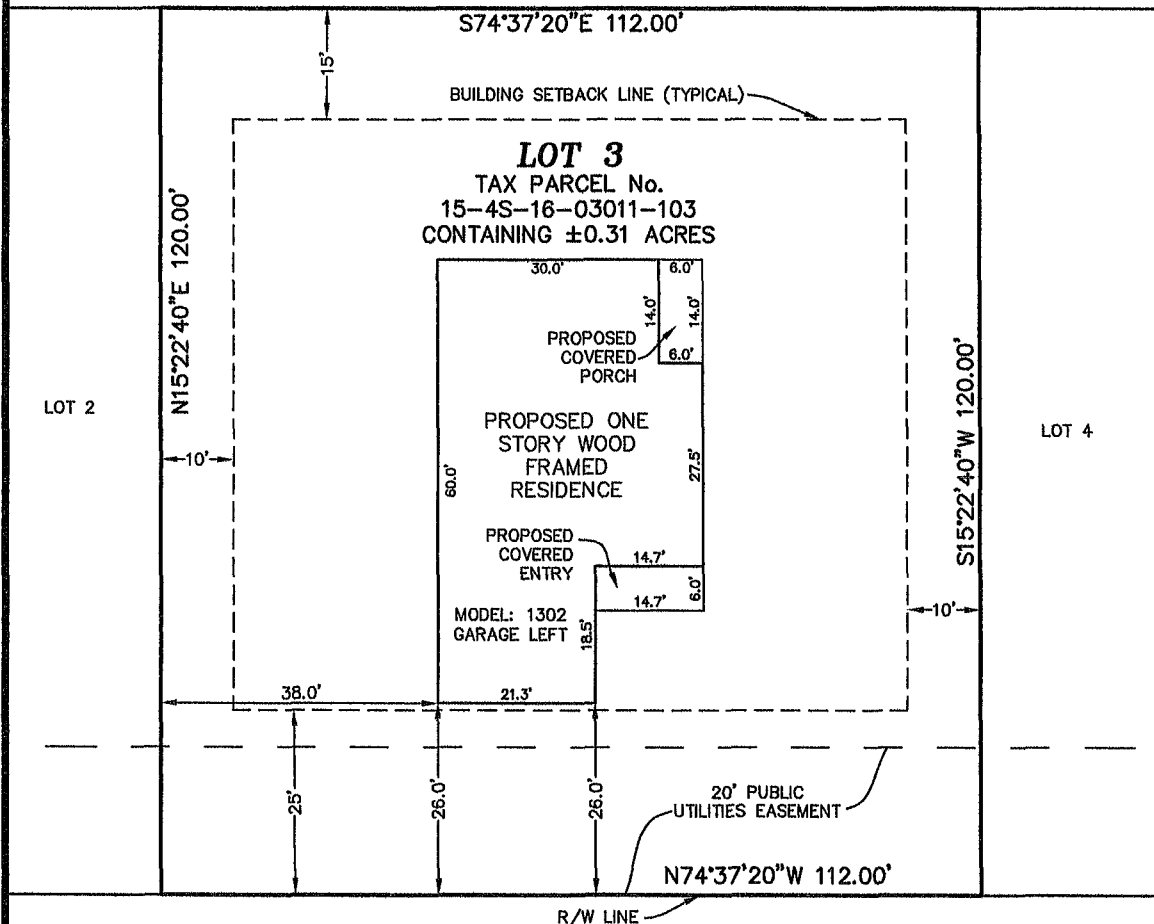 S74°37'20"E 112.00'
15'
BUILDING SETBACK LINE (TYPICAL)
LOT 3
TAX PARCEL No.
15-4S-16-03011-103
CONTAINING ±0.31 ACRES
N15°22'40"E 120.00'
30.0'
6.0'
14.0'
14.0'
PROPOSED
COVERED
PORCH
6.0'
LOT 2
LOT 4
S15°22'40"W 120.00'
10'
60.0'
PROPOSED ONE
STORY WOOD
FRAMED
RESIDENCE
27.5'
PROPOSED
COVERED
ENTRY
14.7'
6.0'
14.7'
MODEL: 1302
GARAGE LEFT
18.5'
10'
38.0'
21.3'
25'
26.0'
26.0'
20' PUBLIC
UTILITIES EASEMENT
N74°37'20"W 112.00'
R/W LINE